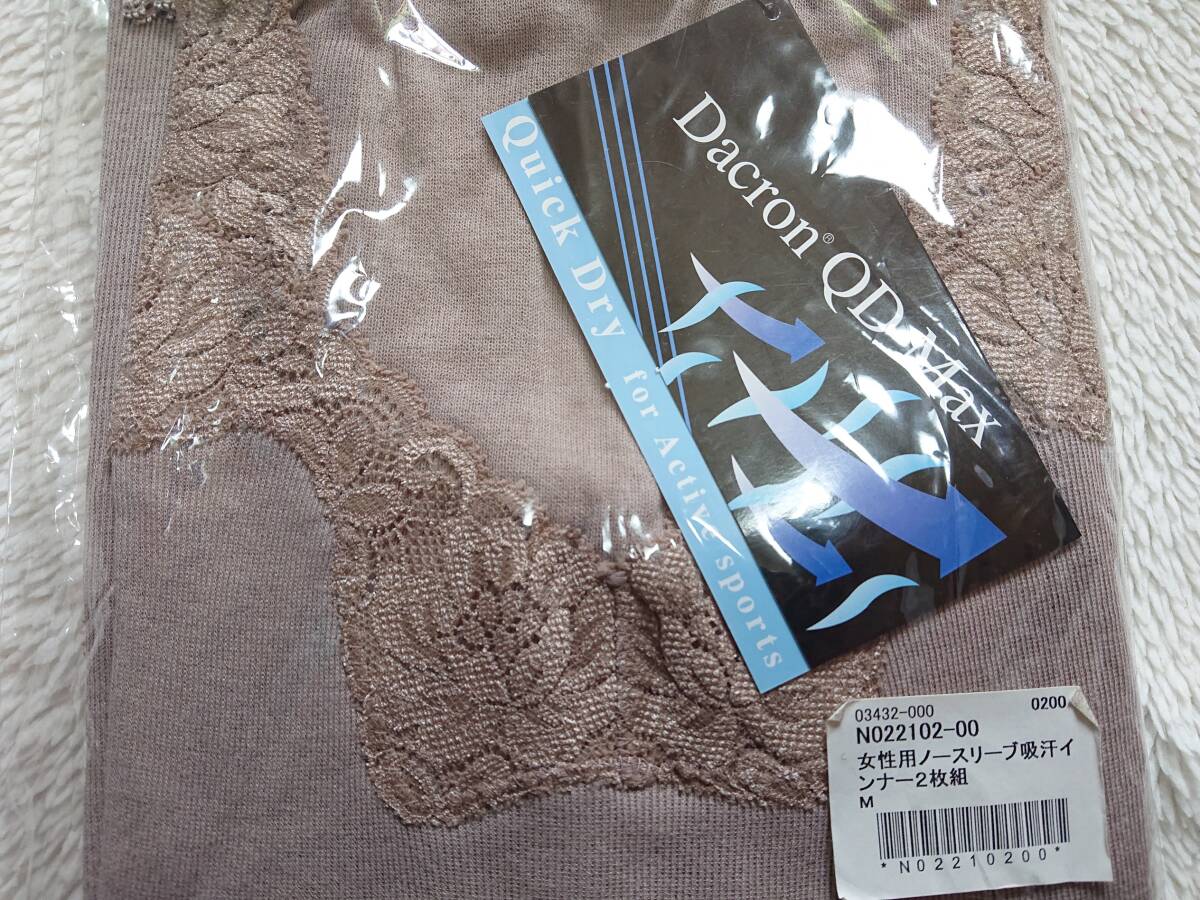 Dacron® QD Max
Quick Dry for Active sports
03432-000 0200
N022102-00
女性用ノースリーブ吸汗イ
ンナー2枚組
M
*N02210200*